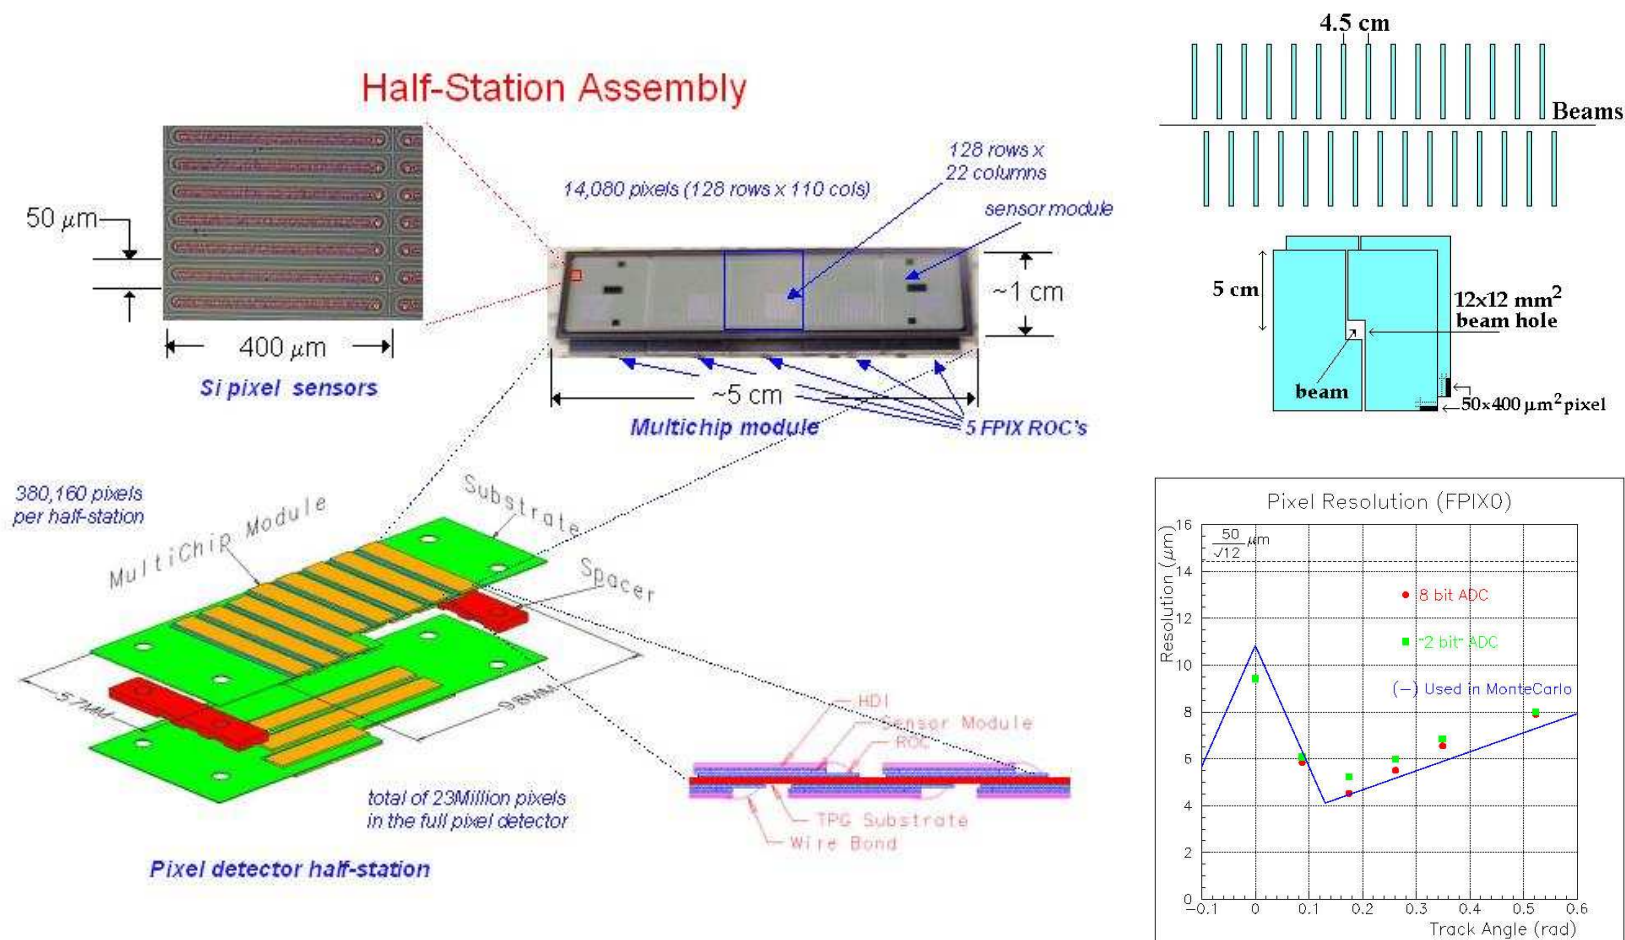 Half-Station Assembly
50 μm
400 μm
Si pixel sensors
14,080 pixels (128 rows x 110 cols)
128 rows x
22 columns
sensor module
~1 cm
~5 cm
Multichip module
5 FPIX ROC's
380,160 pixels
per half-station
MultiChip Module
Substrate
Spacer
57MM
98MM
total of 23Million pixels
in the full pixel detector
Pixel detector half-station
HDI
Sensor Module
ROC
TPG Substrate
Wire Bond
4.5 cm
Beams
5 cm
12x12 mm²
beam hole
beam
50×400 μm² pixel
Pixel Resolution (FPIX0)
Resolution (μm)
16
14
12
10
8
6
4
2
0
50/√12 μm
8 bit ADC
"2 bit" ADC
(—) Used in MonteCarlo
−0.1 0 0.1 0.2 0.3 0.4 0.5 0.6
Track Angle (rad)